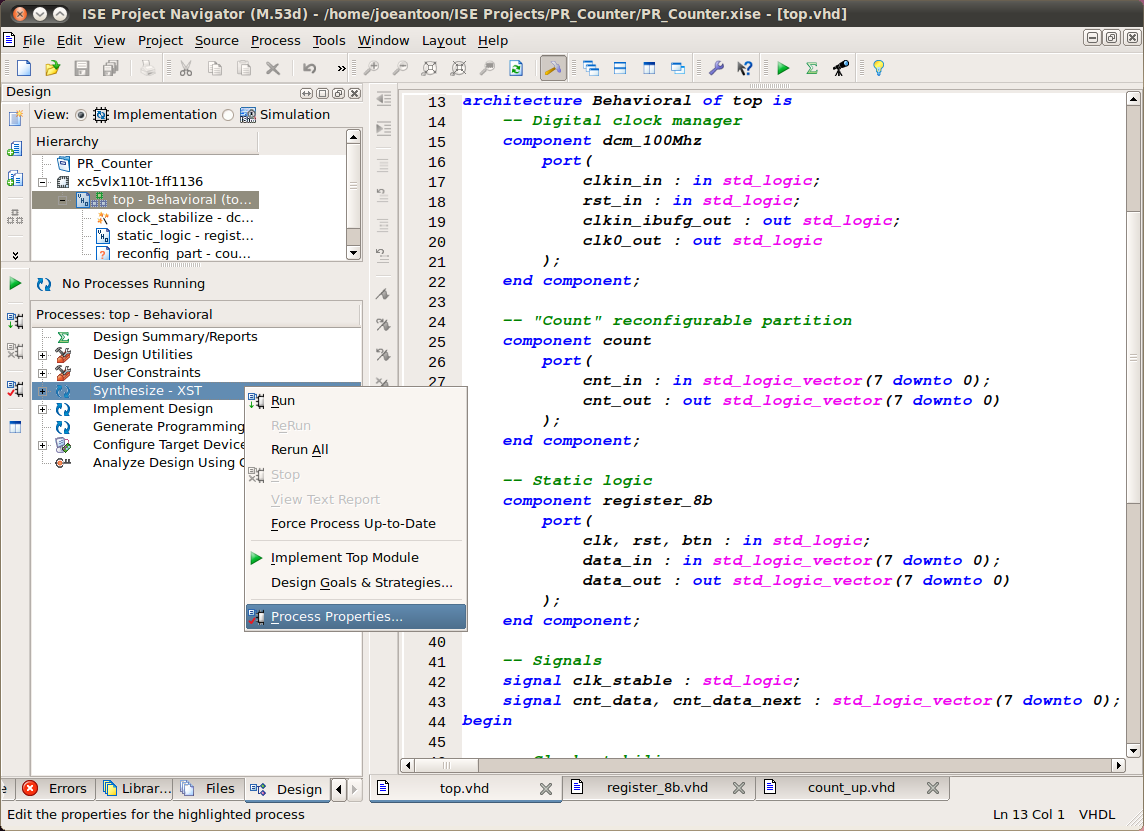 ISE Project Navigator (M.53d) - /home/joeantoon/ISE Projects/PR_Counter/PR_Counter.xise - [top.vhd]
File Edit View Project Source Process Tools Window Layout Help
Design
View: Implementation Simulation
Hierarchy
PR_Counter
xc5vlx110t-1ff1136
top - Behavioral (to...
clock_stabilize - dc...
static_logic - regist...
reconfig_part - cou...
No Processes Running
Processes: top - Behavioral
Design Summary/Reports
Design Utilities
User Constraints
Synthesize - XST
Implement Design
Generate Programming
Configure Target Device
Analyze Design Using
Run
ReRun
Rerun All
Stop
View Text Report
Force Process Up-to-Date
Implement Top Module
Design Goals & Strategies...
Process Properties...
13 architecture Behavioral of top is
14 -- Digital clock manager
15 component dcm_100Mhz
16 port(
17 clkin_in : in std_logic;
18 rst_in : in std_logic;
19 clkin_ibufg_out : out std_logic;
20 clk0_out : out std_logic
21 );
22 end component;
23
24 -- "Count" reconfigurable partition
25 component count
26 port(
27 cnt_in : in std_logic_vector(7 downto 0);
cnt_out : out std_logic_vector(7 downto 0)
);
end component;
-- Static logic
component register_8b
port(
clk, rst, btn : in std_logic;
data_in : in std_logic_vector(7 downto 0);
data_out : out std_logic_vector(7 downto 0)
);
end component;
40
41 -- Signals
42 signal clk_stable : std_logic;
43 signal cnt_data, cnt_data_next : std_logic_vector(7 downto 0);
44 begin
45
Errors Librar... Files Design
top.vhd register_8b.vhd count_up.vhd
Edit the properties for the highlighted process
Ln 13 Col 1 VHDL